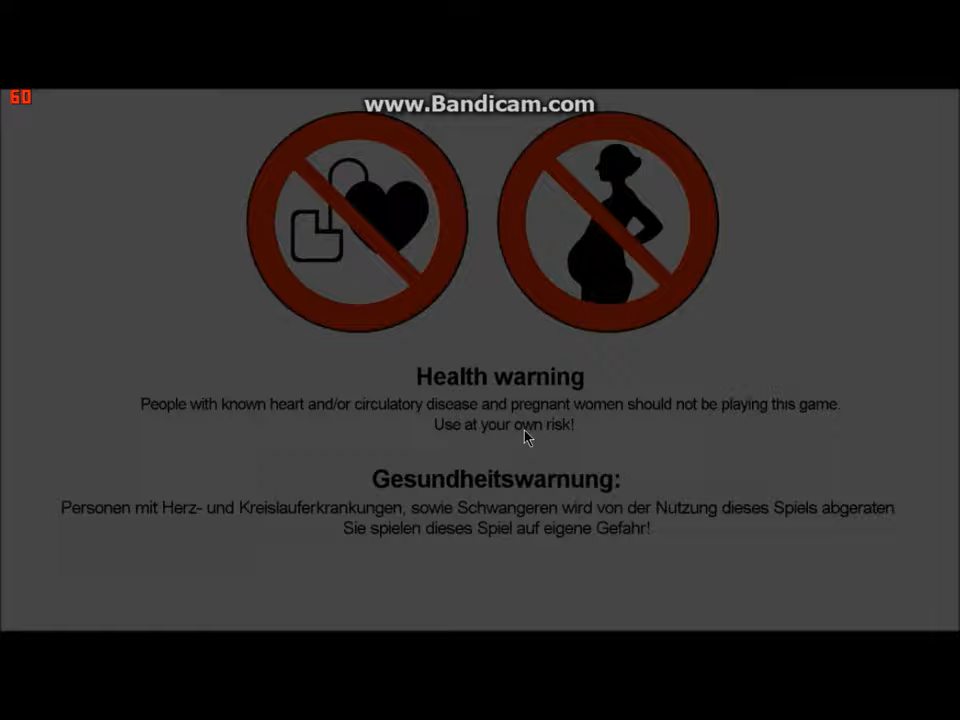 60
www.Bandicam.com
Health warning
People with known heart and/or circulatory disease and pregnant women should not be playing this game.
Use at your own risk!
Gesundheitswarnung:
Personen mit Herz- und Kreislauferkrankungen, sowie Schwangeren wird von der Nutzung dieses Spiels abgeraten
Sie spielen dieses Spiel auf eigene Gefahr!